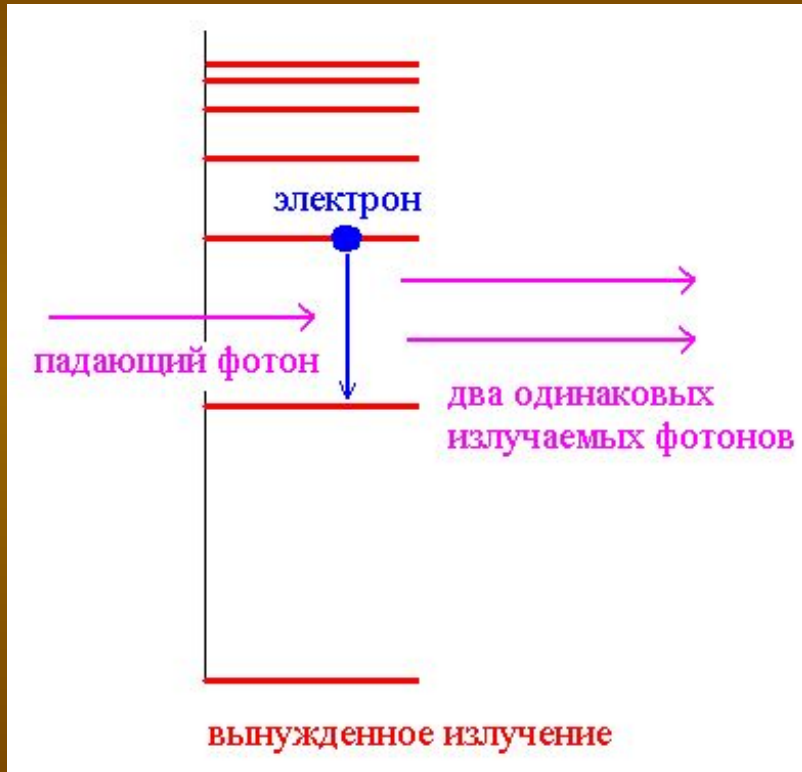 электрон
падающий фотон
два одинаковых
излучаемых фотонов
вынужденное излучение